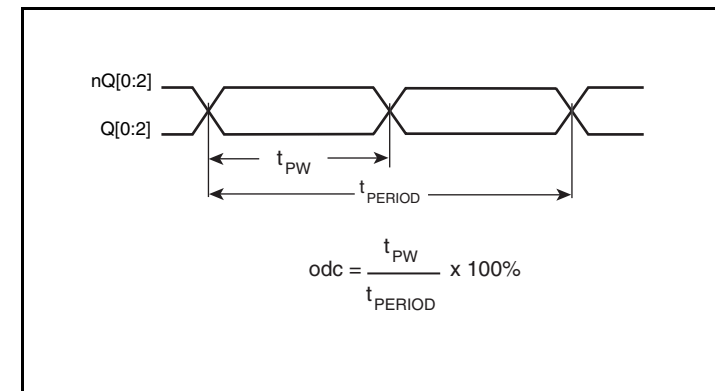 nQ[0:2]
Q[0:2]
tPW
tPERIOD
odc = tPW / tPERIOD x 100%